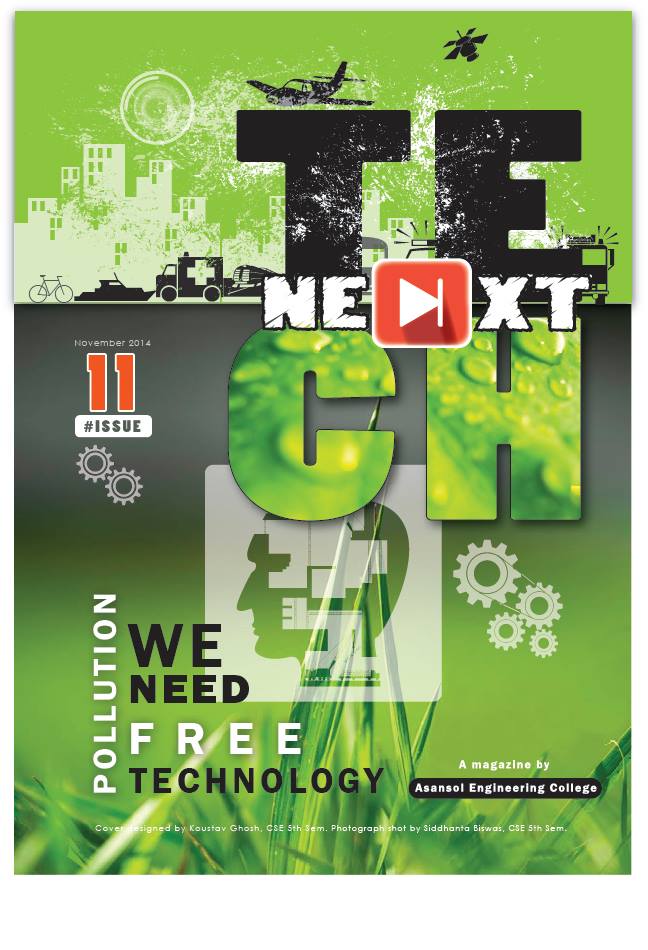 TE
NEXT
CH
November 2014
11
#ISSUE
POLLUTION
WE
NEED
FREE
TECHNOLOGY
A magazine by
Asansol Engineering College
Cover designed by Koustav Ghosh, CSE 5th Sem. Photograph shot by Siddhanta Biswas, CSE 5th Sem.